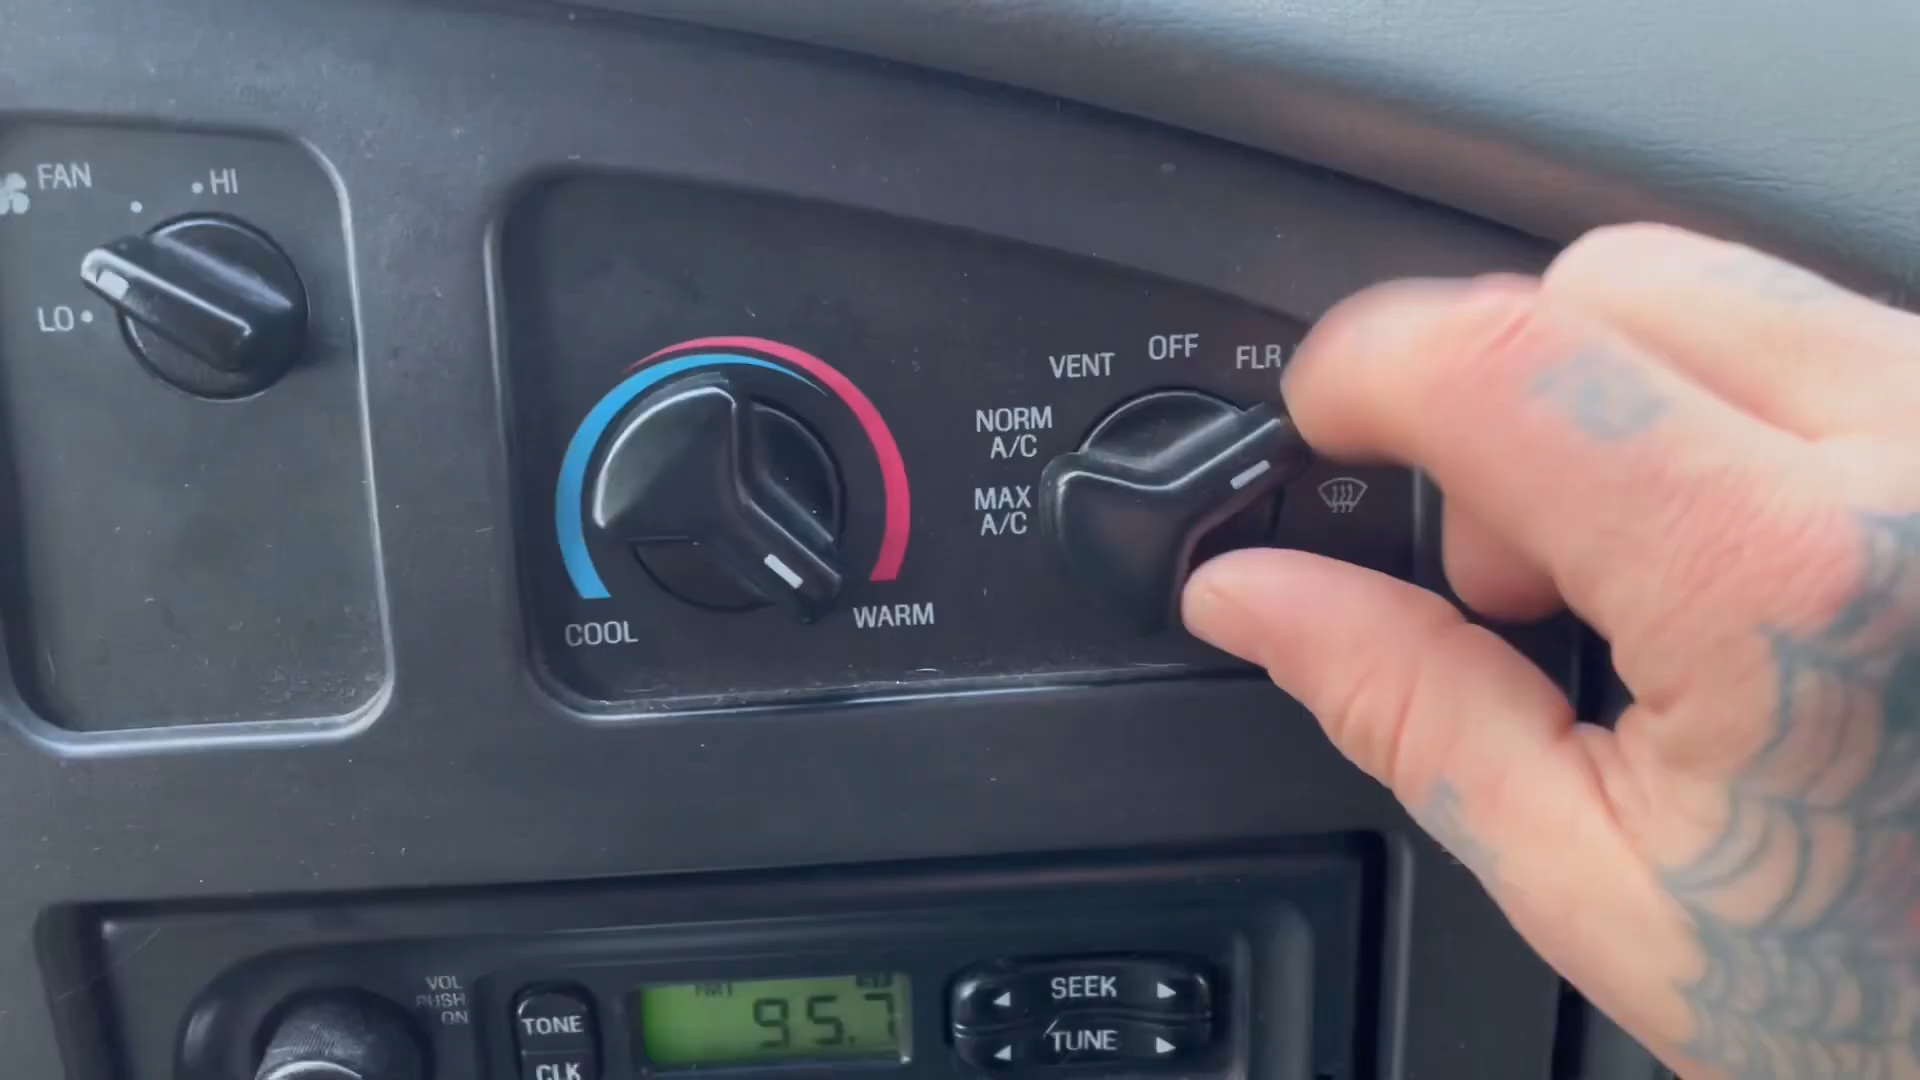 FAN
HI
LO
COOL
WARM
VENT
OFF
FLR
NORM
A/C
MAX
A/C
VOL
PUSH
ON
TONE
CLK
95.7
SEEK
TUNE